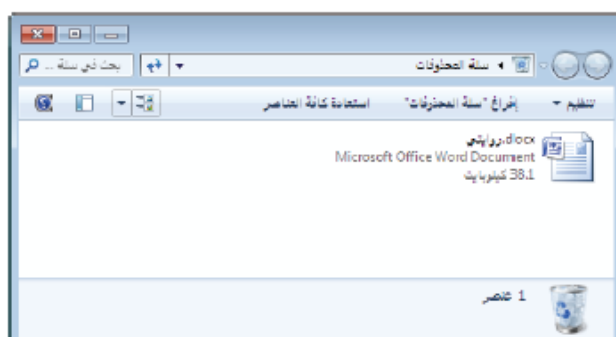 سلة المحذوفات
بحث في سلة ...
تنظيم
إفراغ "سلة المحذوفات"
استعادة كافة العناصر
روايتي.docx
Microsoft Office Word Document
38.1 كيلوبايت
1 عنصر